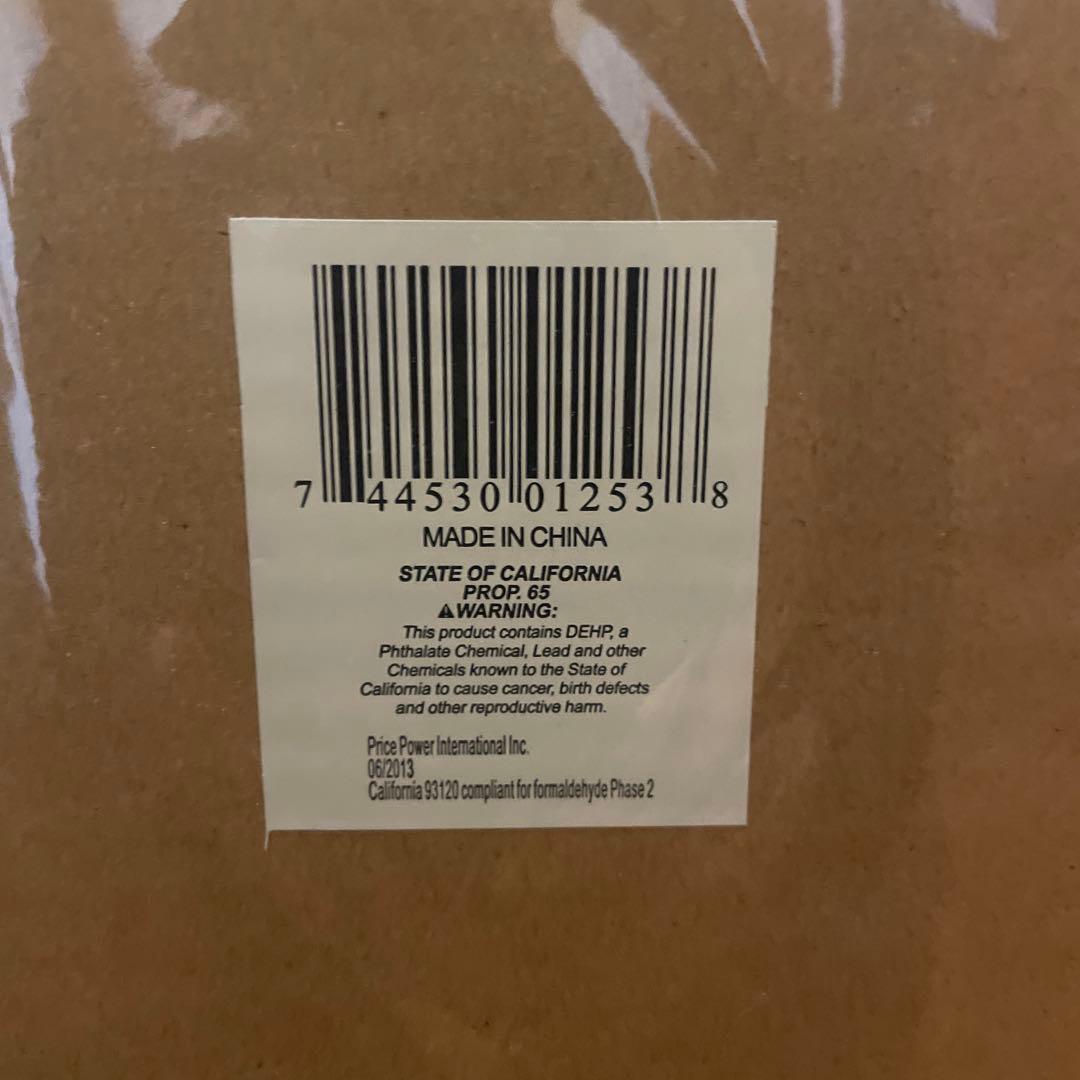 7 44530 01253 8
MADE IN CHINA
STATE OF CALIFORNIA
PROP. 65
⚠WARNING:
This product contains DEHP, a
Phthalate Chemical, Lead and other
Chemicals known to the State of
California to cause cancer, birth defects
and other reproductive harm.
Price Power International Inc.
06/2013
California 93120 compliant for formaldehyde Phase 2